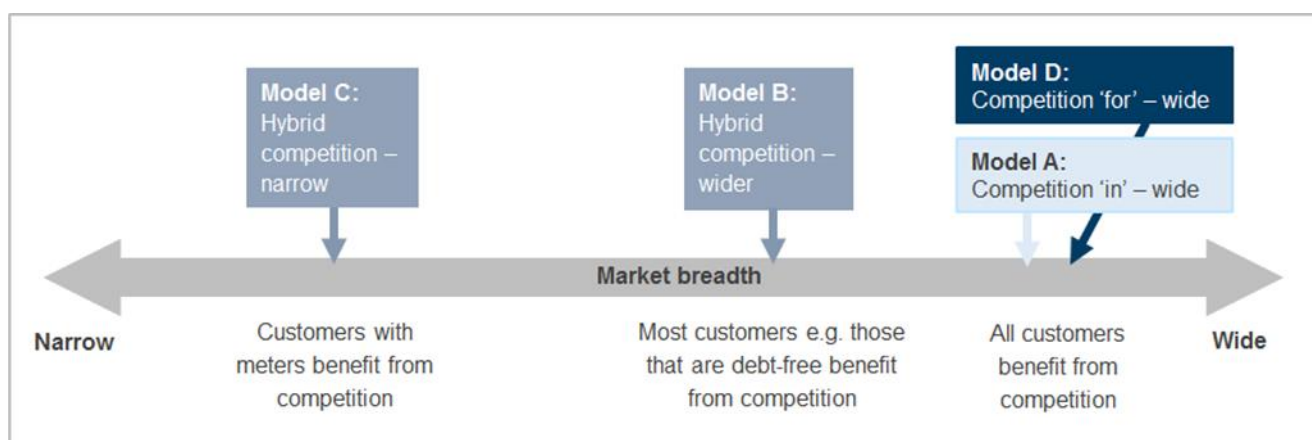 Model C:
Hybrid
competition –
narrow
Model B:
Hybrid
competition –
wider
Model D:
Competition ‘for’ – wide
Model A:
Competition ‘in’ – wide
Market breadth
Narrow
Customers with
meters benefit from
competition
Most customers e.g. those
that are debt-free benefit
from competition
All customers
benefit from
competition
Wide